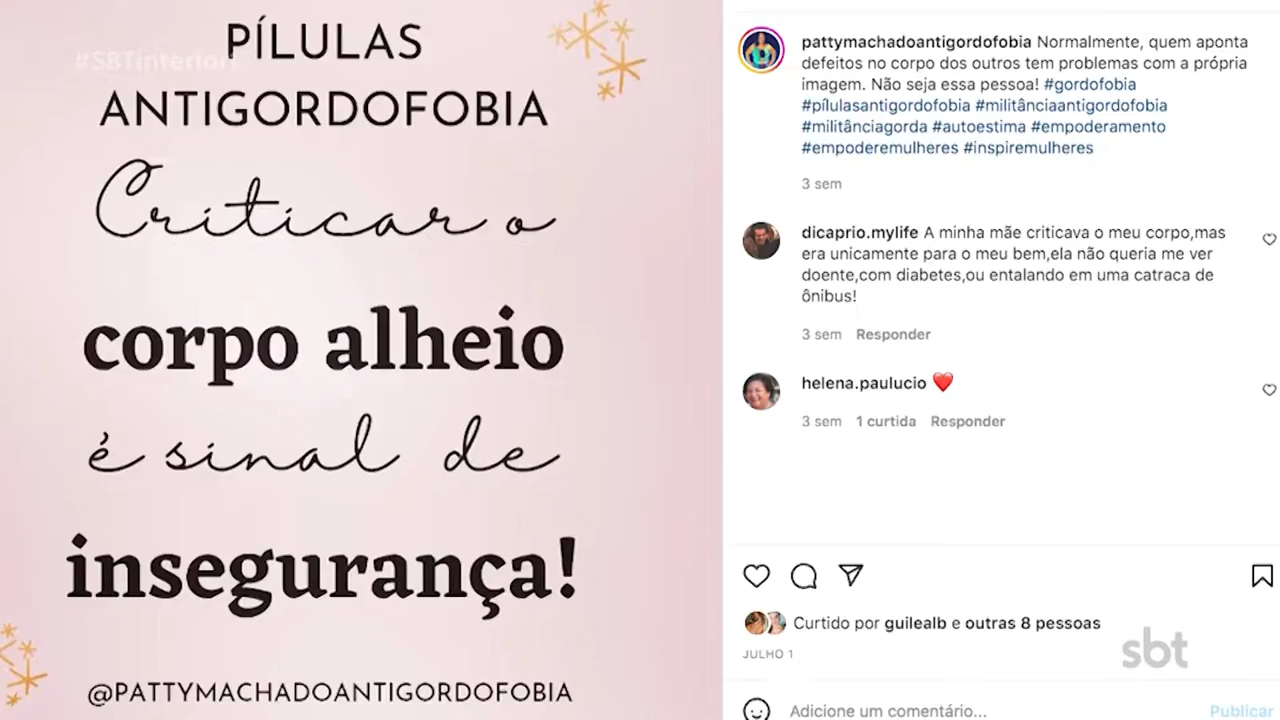 #SBTinterior
PÍLULAS
ANTIGORDOFOBIA
Criticar o
corpo alheio
é sinal de
insegurança!
@PATTYMACHADOANTIGORDOFOBIA
pattymachadoantigordofobia Normalmente, quem aponta
defeitos no corpo dos outros tem problemas com a própria
imagem. Não seja essa pessoa! #gordofobia
#pílulasantigordofobia #militânciaantigordofobia
#militânciagorda #autoestima #empoderamento
#empoderemulheres #inspiremulheres
3 sem
dicaprio.mylife A minha mãe criticava o meu corpo,mas
era unicamente para o meu bem,ela não queria me ver
doente,com diabetes,ou entalando em uma catraca de
ônibus!
3 sem Responder
helena.paulucio ❤️
3 sem 1 curtida Responder
Curtido por guilealb e outras 8 pessoas
JULHO 1
sbt
Adicione um comentário... Publicar